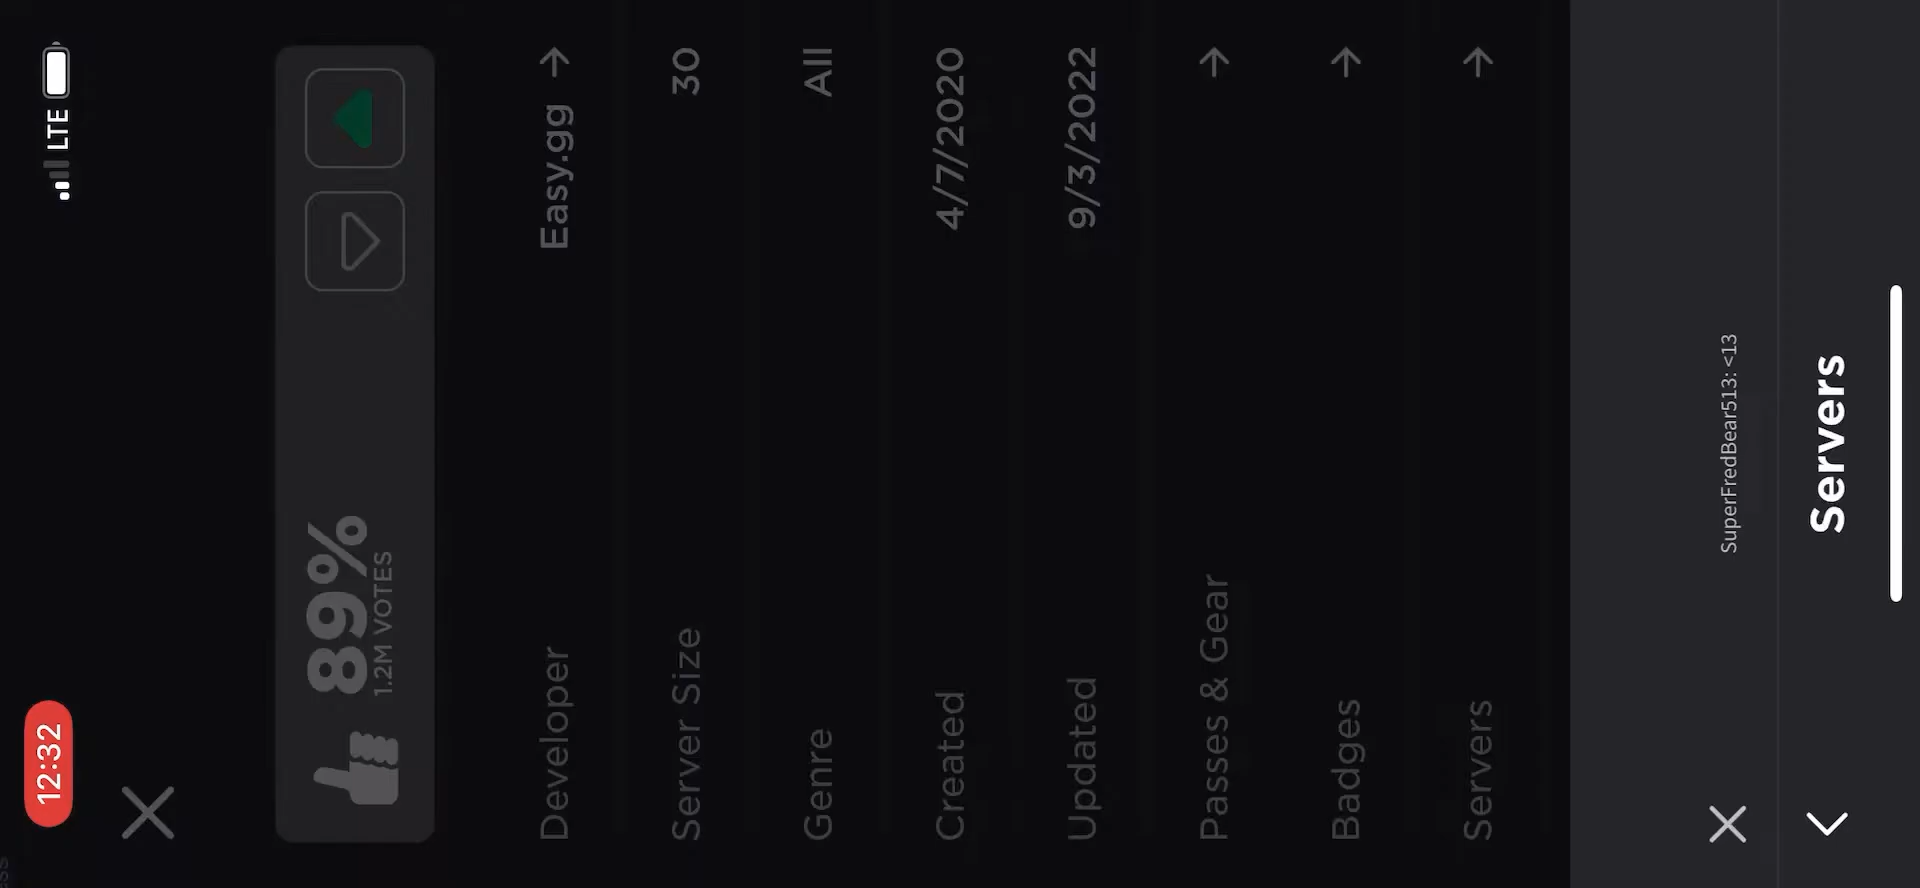 12:32
LTE
89%
1.2M VOTES
Developer Easy.gg
Server Size 30
Genre All
Created 4/7/2020
Updated 9/3/2022
Passes & Gear
Badges
Servers
SuperFredBear513: <13
Servers